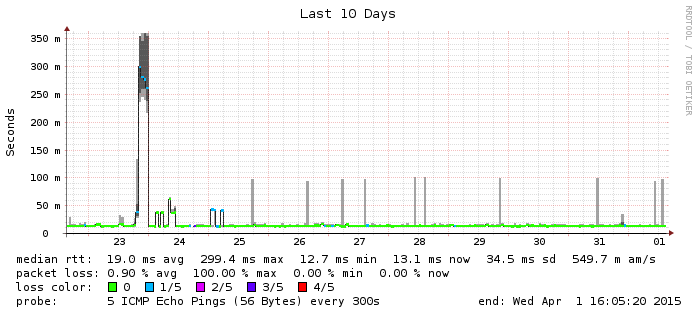 Last 10 Days
RRDTOOL / TOBI OETIKER
Seconds
350 m
300 m
250 m
200 m
150 m
100 m
50 m
0
23 24 25 26 27 28 29 30 31 01
median rtt: 19.0 ms avg 299.4 ms max 12.7 ms min 13.1 ms now 34.5 ms sd 549.7 m am/s
packet loss: 0.90 % avg 100.00 % max 0.00 % min 0.00 % now
loss color: 0 1/5 2/5 3/5 4/5
probe: 5 ICMP Echo Pings (56 Bytes) every 300s end: Wed Apr 1 16:05:20 2015